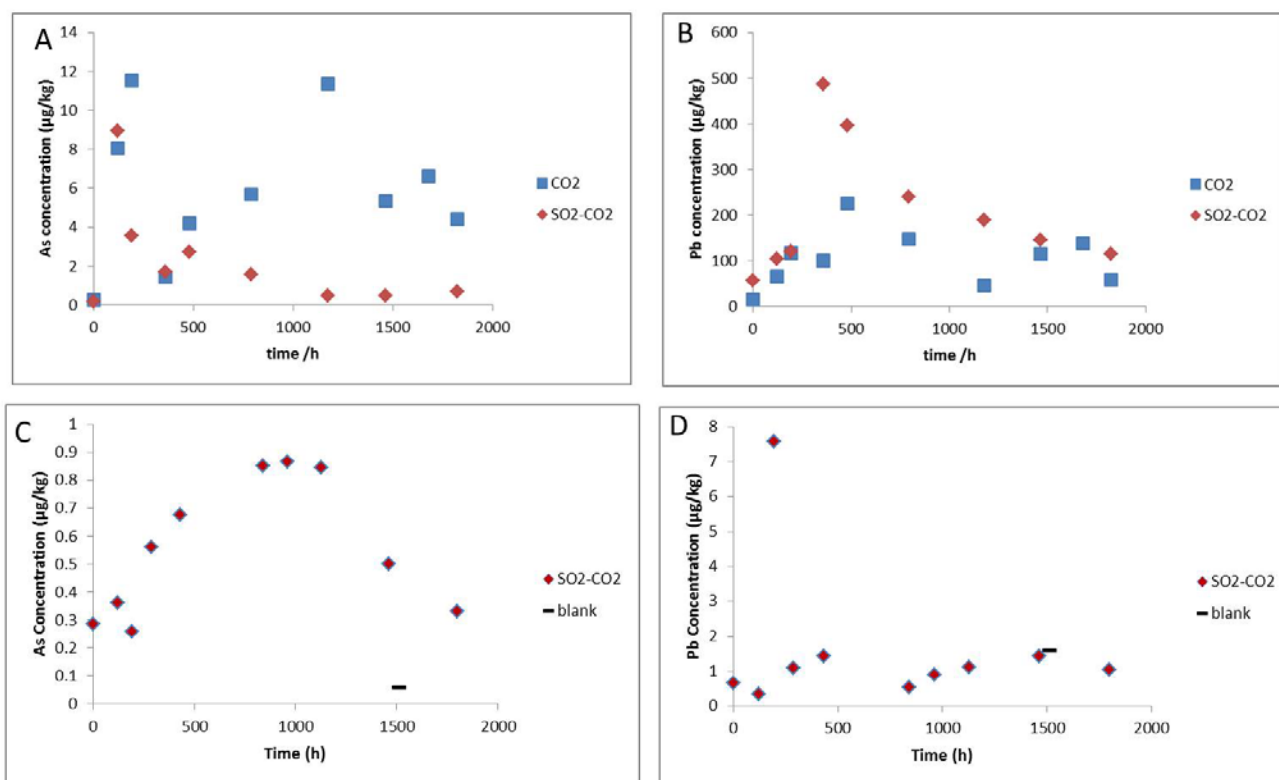 A
As concentration (µg/kg)
14
12
10
8
6
4
2
0
0 500 1000 1500 2000
time /h
CO2
SO2-CO2
B
Pb concentration (µg/kg)
600
500
400
300
200
100
0
0 500 1000 1500 2000
time /h
CO2
SO2-CO2
C
As Concentration (µg/kg)
1
0.9
0.8
0.7
0.6
0.5
0.4
0.3
0.2
0.1
0
0 500 1000 1500 2000
Time (h)
SO2-CO2
blank
D
Pb Concentration (µg/kg)
8
7
6
5
4
3
2
1
0
0 500 1000 1500 2000
Time (h)
SO2-CO2
blank